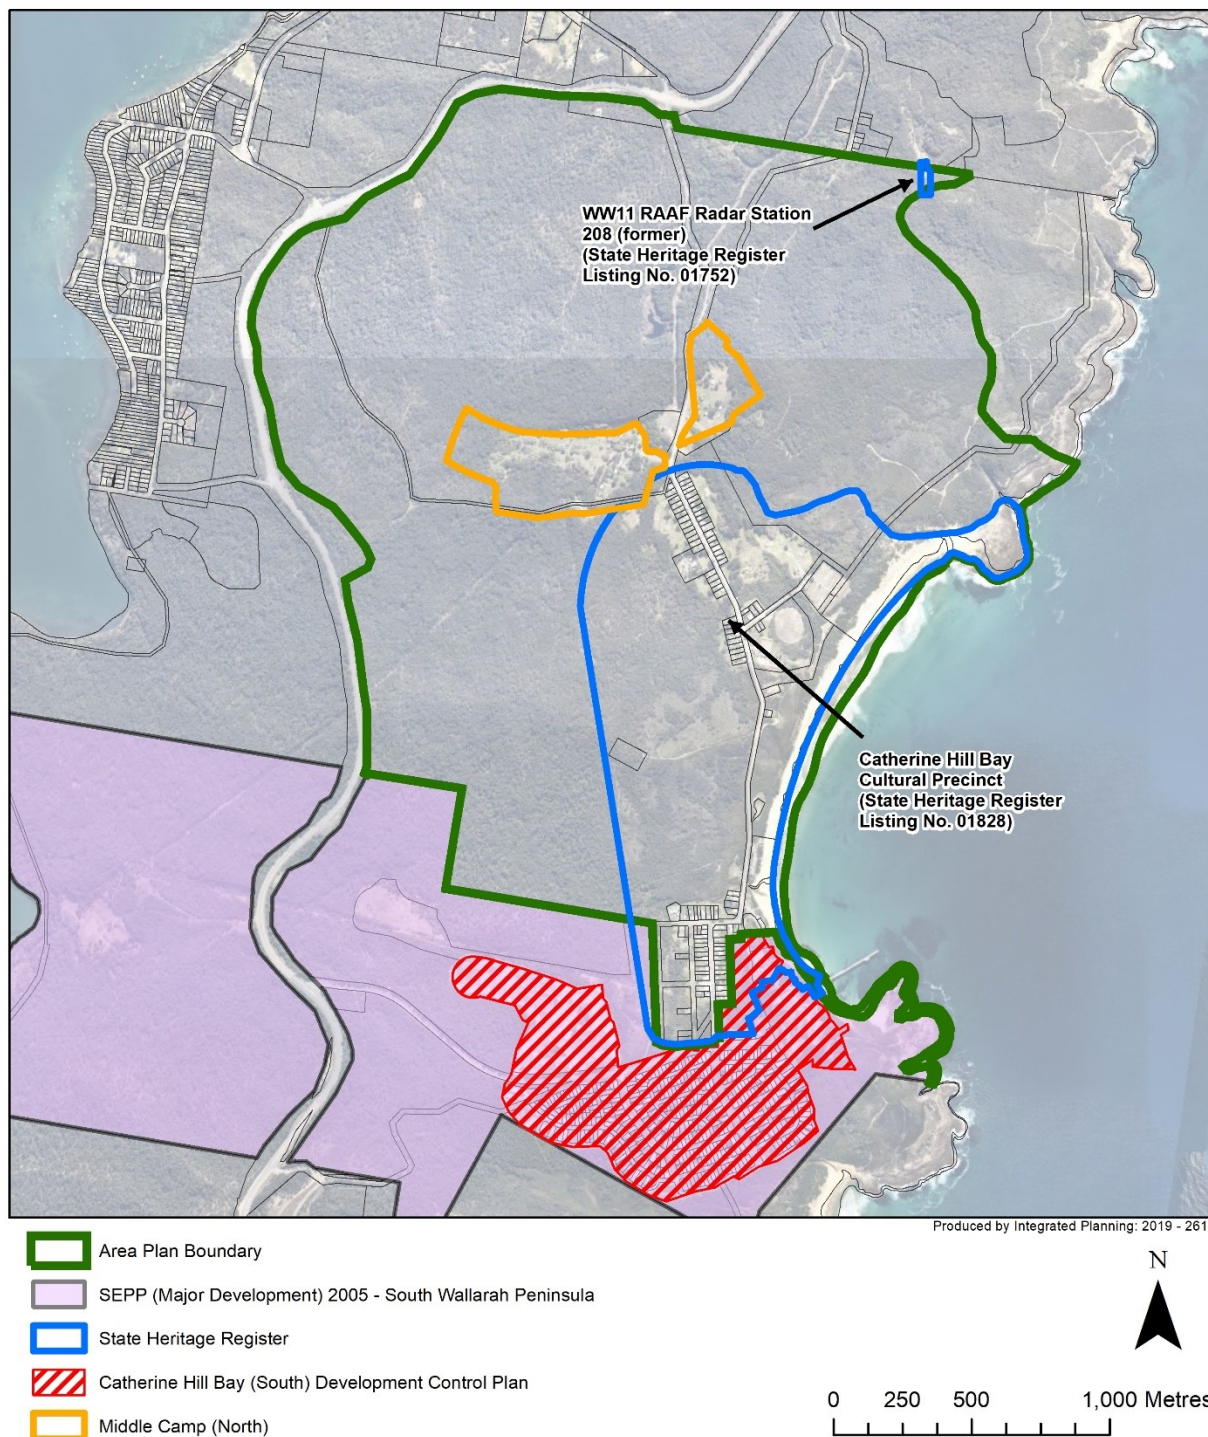 WW11 RAAF Radar Station
208 (former)
(State Heritage Register
Listing No. 01752)
Catherine Hill Bay
Cultural Precinct
(State Heritage Register
Listing No. 01828)
Produced by Integrated Planning: 2019 - 261
Area Plan Boundary
SEPP (Major Development) 2005 - South Wallarah Peninsula
State Heritage Register
Catherine Hill Bay (South) Development Control Plan
Middle Camp (North)
N
0 250 500 1,000 Metres